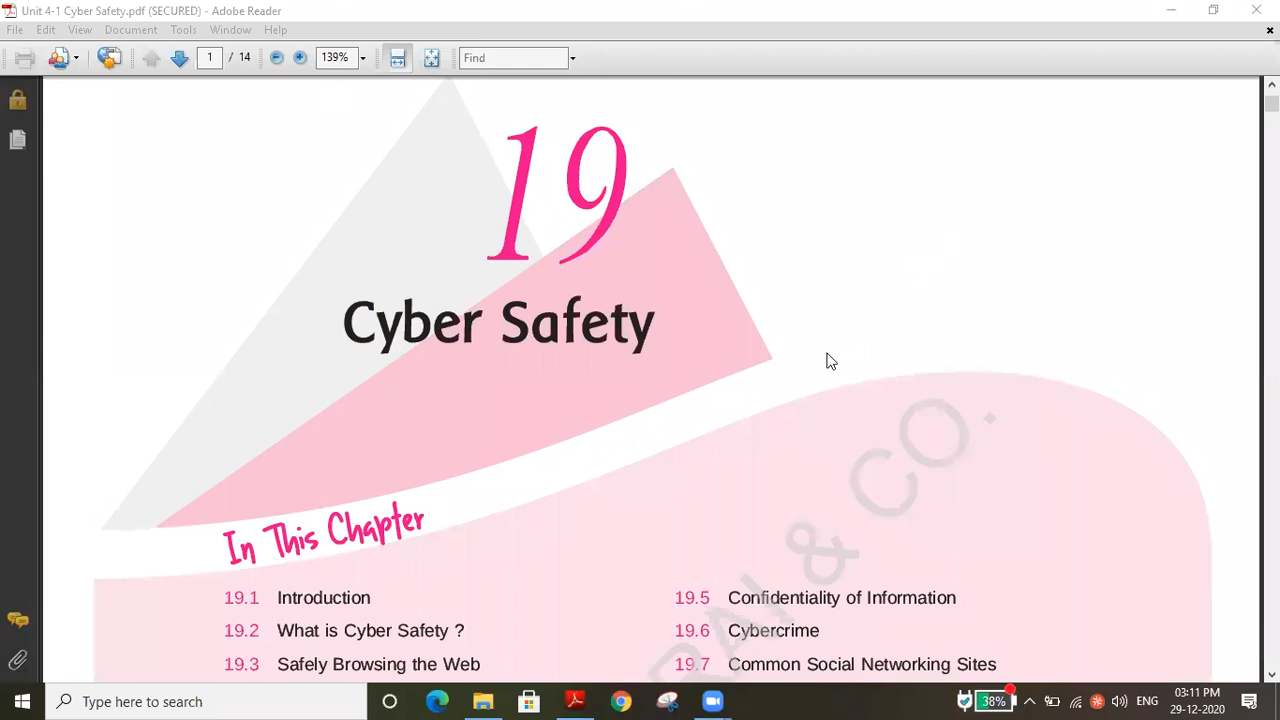 Unit 4-1 Cyber Safety.pdf (SECURED) - Adobe Reader
File Edit View Document Tools Window Help
1 / 14 139% Find
19
Cyber Safety
In This Chapter
19.1 Introduction
19.2 What is Cyber Safety ?
19.3 Safely Browsing the Web
19.5 Confidentiality of Information
19.6 Cybercrime
19.7 Common Social Networking Sites
RAI & CO.
Type here to search
38%
ENG
03:11 PM
29-12-2020